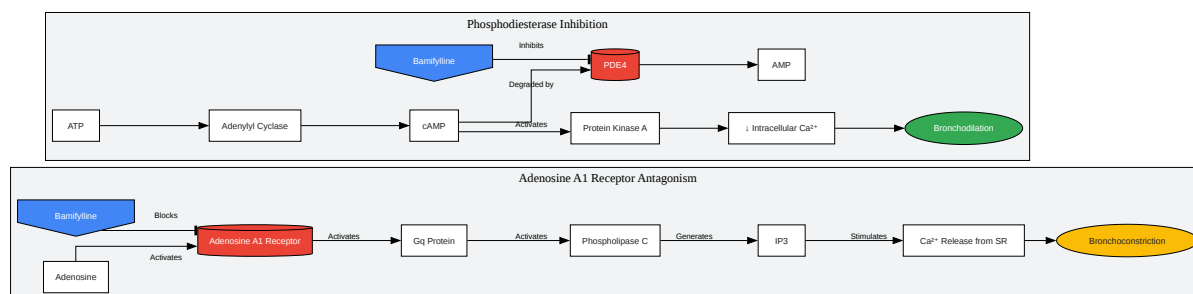 Phosphodiesterase Inhibition
Bamifylline
Inhibits
PDE4
AMP
Degraded by
ATP
Adenylyl Cyclase
cAMP
Activates
Protein Kinase A
↓ Intracellular Ca²⁺
Bronchodilation
Adenosine A1 Receptor Antagonism
Bamifylline
Blocks
Adenosine A1 Receptor
Activates
Gq Protein
Activates
Phospholipase C
Generates
IP3
Stimulates
Ca²⁺ Release from SR
Bronchoconstriction
Activates
Adenosine